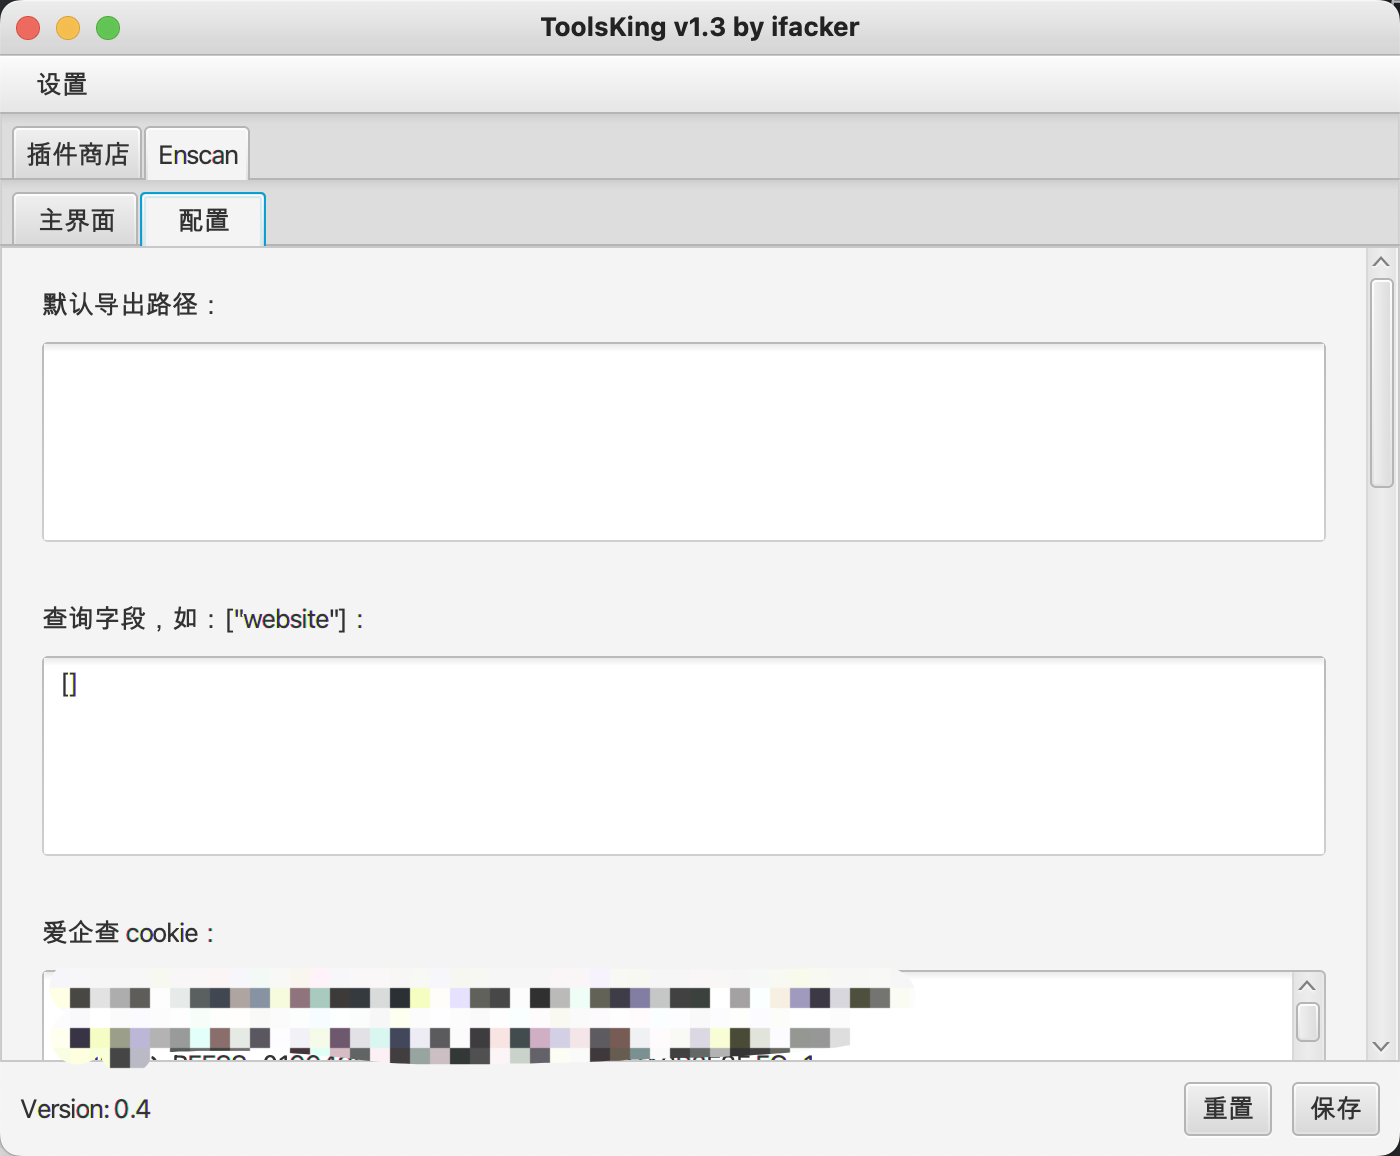 ToolsKing v1.3 by ifacker
设置
插件商店 Enscan
主界面 配置
默认导出路径：
查询字段，如：["website"]：
[]
爱企查 cookie：
Version: 0.4 重置 保存